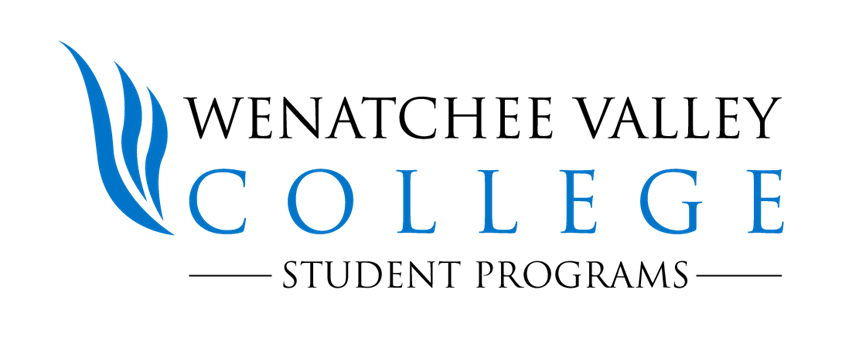 WENATCHEE VALLEY
COLLEGE
STUDENT PROGRAMS